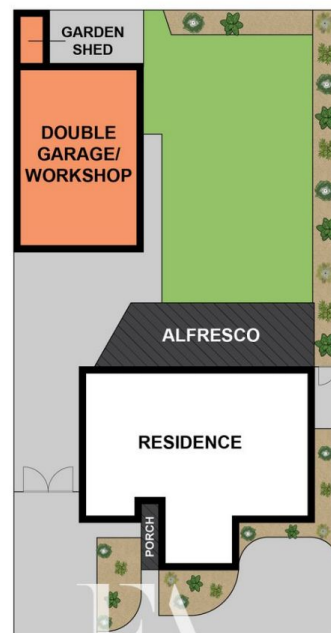 GARDEN
SHED
DOUBLE
GARAGE/
WORKSHOP
ALFRESCO
RESIDENCE
PORCH